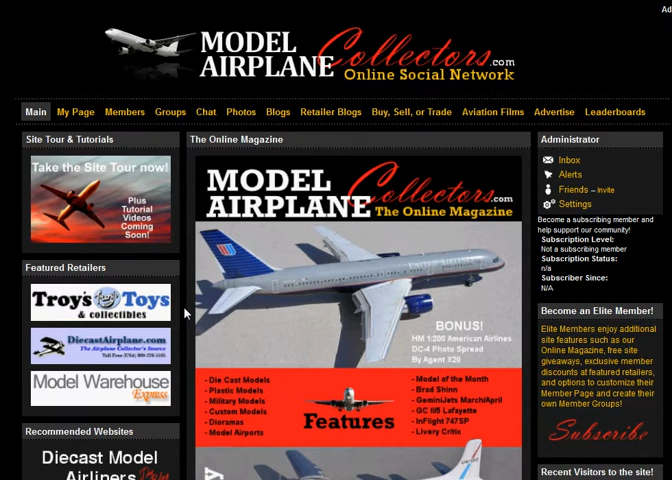 Ad
MODEL
AIRPLANE
Collectors.com
Online Social Network
Main My Page Members Groups Chat Photos Blogs Retailer Blogs Buy, Sell, or Trade Aviation Films Advertise Leaderboards
Site Tour & Tutorials
Take the Site Tour now!
Plus
Tutorial
Videos
Coming
Soon!
Featured Retailers
Troy's Toys
& collectibles
DiecastAirplane.com
The Airplane Collector's Source
Model Warehouse
Express
Recommended Websites
Diecast Model
Airliners
The Online Magazine
MODEL
AIRPLANE
Collectors.com
The Online Magazine
UNITED
BONUS!
HM 1:200 American Airlines
DC-4 Photo Spread
By Agent X20
- Die Cast Models
- Plastic Models
- Military Models
- Custom Models
- Dioramas
- Model Airports
Features
- Model of the Month
- Brad Shinn
- GeminiJets March/April
- GC II/5 Lafayette
- InFlight 747SP
- Livery Critic
Administrator
Inbox
Alerts
Friends – Invite
Settings
Become a subscribing member and
help support our community!
Subscription Level:
Not a subscribing member
Subscription Status:
n/a
Subscriber Since:
N/A
Become an Elite Member!
Elite Members enjoy additional
site features such as our
Online Magazine, free site
giveaways, exclusive member
discounts at featured retailers,
and options to customize their
Member Page and create their
own Member Groups!
Subscribe
Recent Visitors to the site!